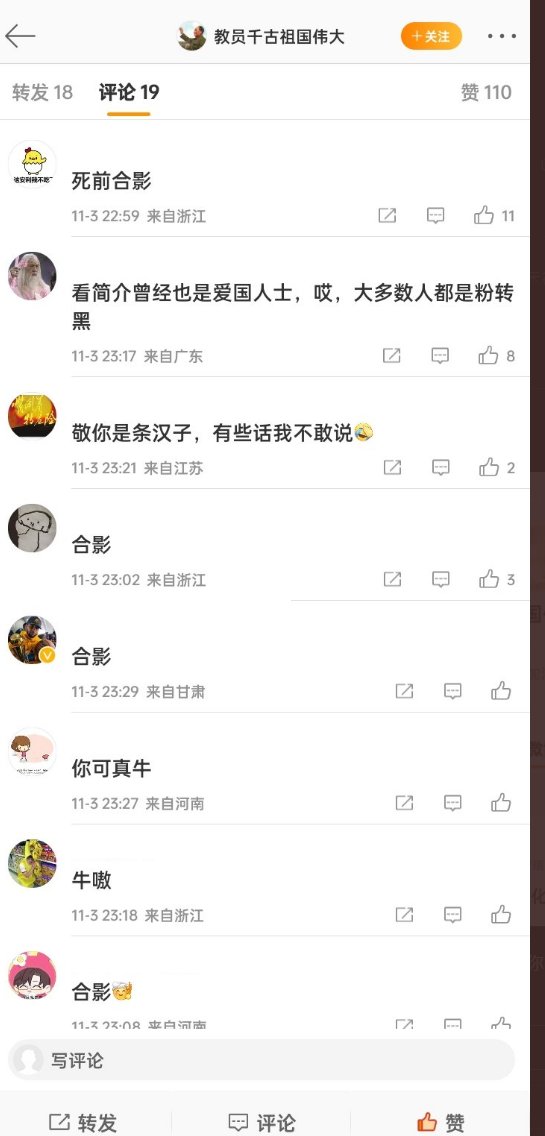 教员千古祖国伟大
+关注
转发 18
评论 19
赞 110
死前合影
11-3 22:59 来自浙江
11
看简介曾经也是爱国人士，哎，大多数人都是粉转
黑
11-3 23:17 来自广东
8
敬你是条汉子，有些话我不敢说🤣
11-3 23:21 来自江苏
2
合影
11-3 23:02 来自浙江
3
合影
11-3 23:29 来自甘肃
你可真牛
11-3 23:27 来自河南
牛嗷
11-3 23:18 来自浙江
合影
11-3 23:08 来自河南
写评论
转发
评论
赞